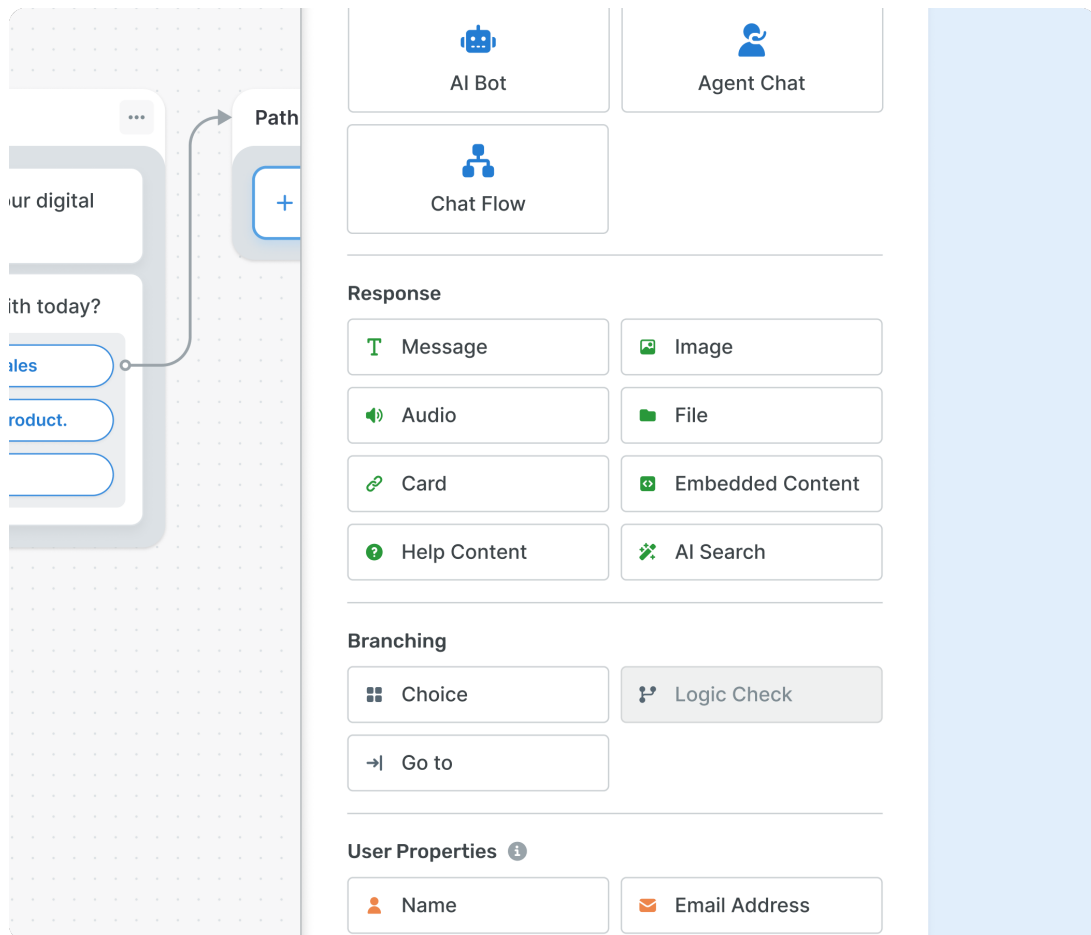 AI Bot
Agent Chat
Path
our digital
Chat Flow
Response
ith today?
Message
Image
ales
Audio
File
roduct.
Card
Embedded Content
Help Content
AI Search
Branching
Choice
Logic Check
Go to
User Properties
Name
Email Address